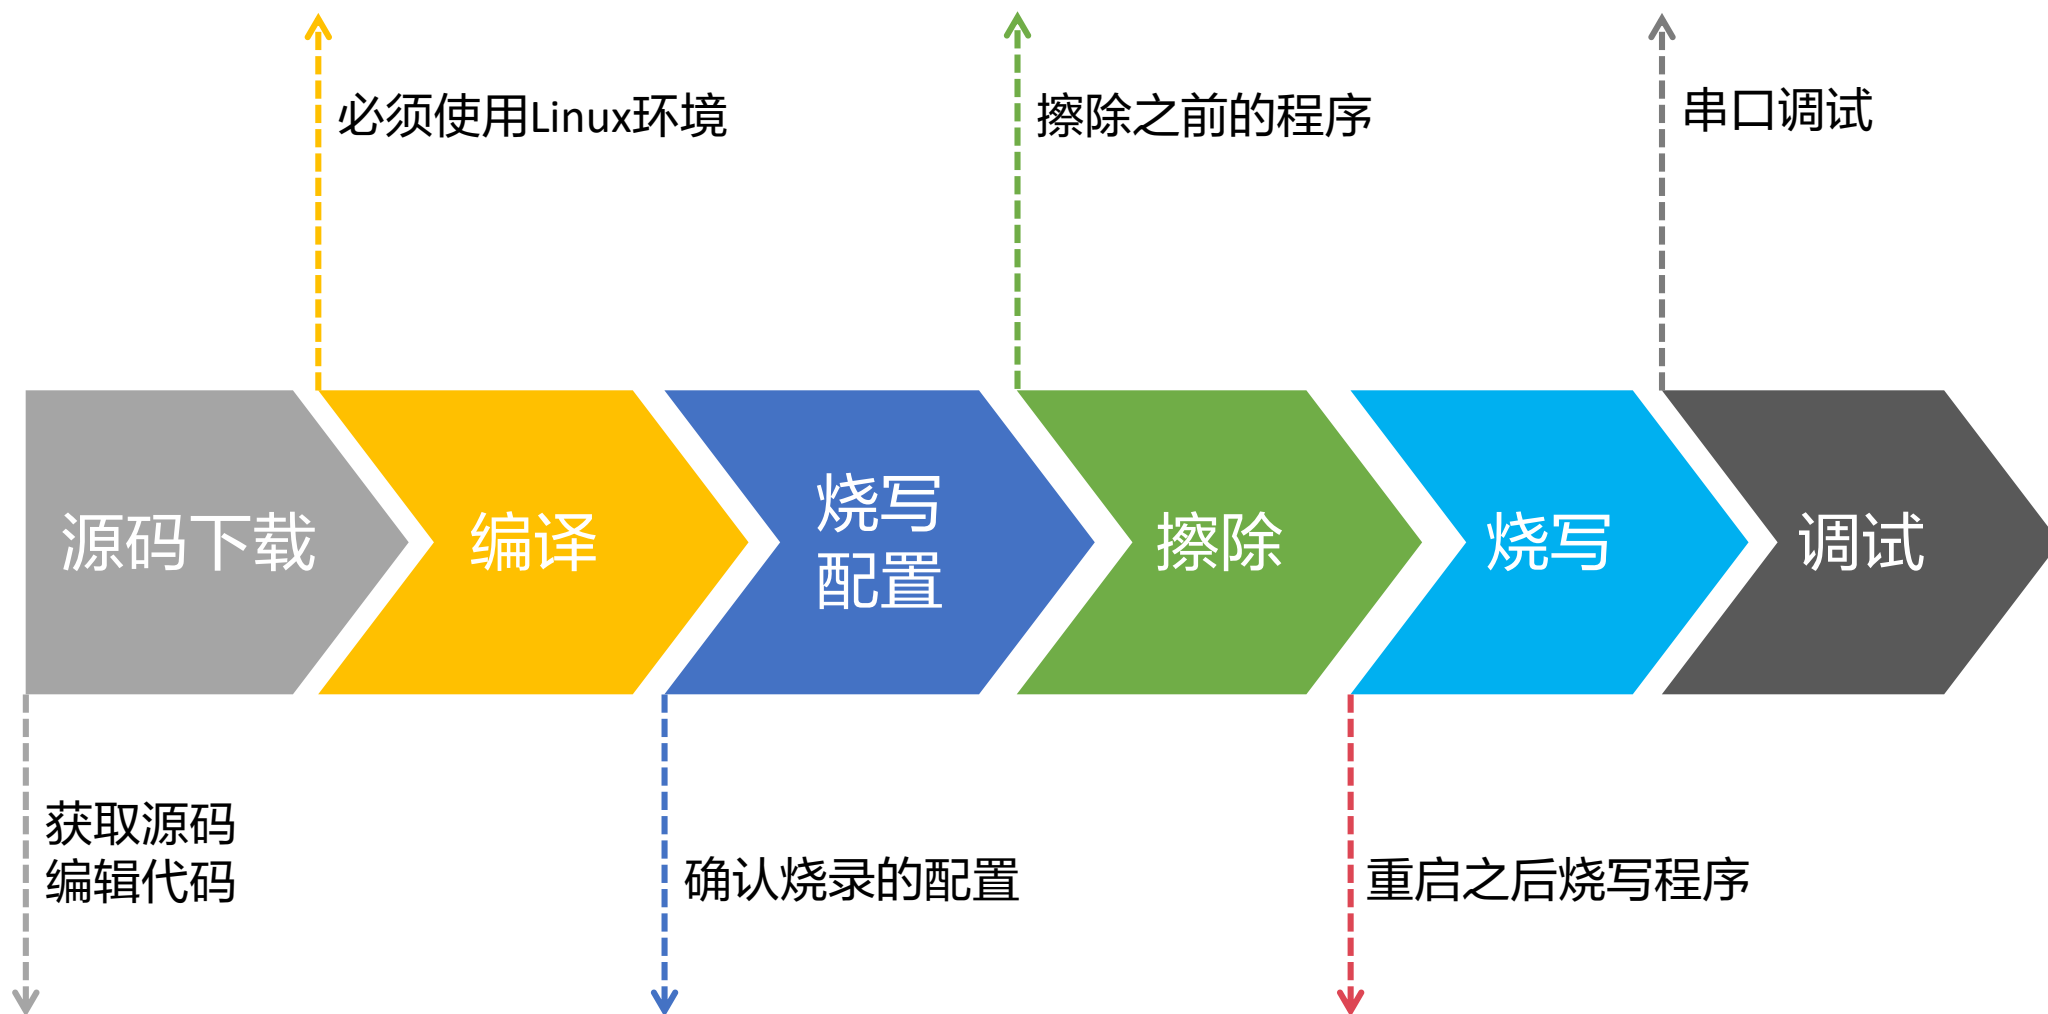 必须使用Linux环境
擦除之前的程序
串口调试
源码下载
编译
烧写
配置
擦除
烧写
调试
获取源码
编辑代码
确认烧录的配置
重启之后烧写程序